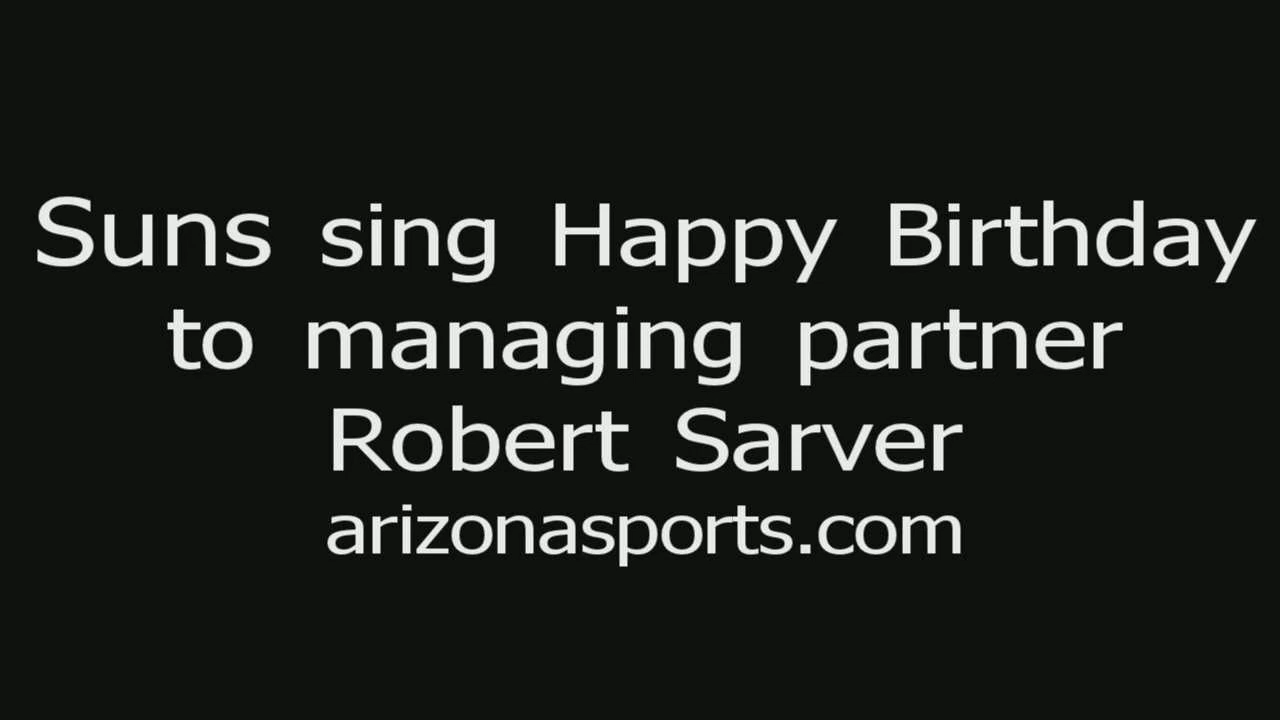 Suns sing Happy Birthday
to managing partner
Robert Sarver
arizonasports.com